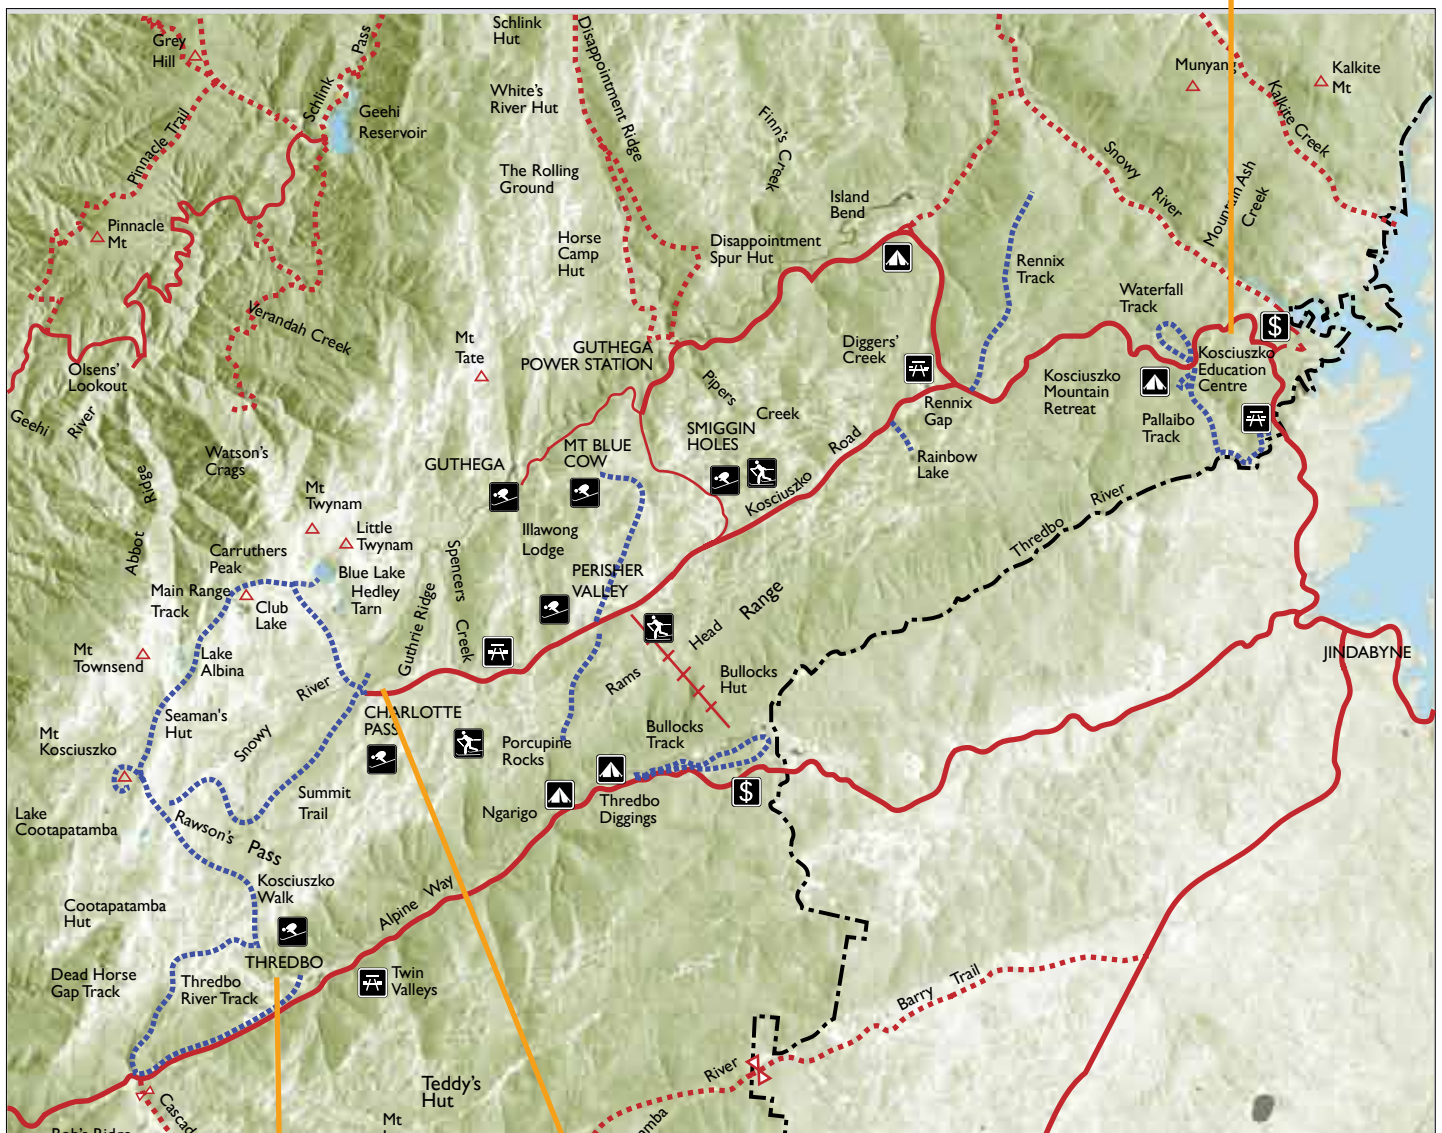 Grey
Hill
Pass
Schlink
Schlink
Hut
Disappointment Ridge
Munyang
Kalkite
Mt
White's
River Hut
Geehi
Reservoir
Pinnacle Trail
Finn's Creek
Kalkite Creek
Snowy River
The Rolling
Ground
Mountain Ash
Creek
Island
Bend
Pinnacle
Mt
Horse
Camp
Hut
Disappointment
Spur Hut
Rennix
Track
Waterfall
Track
Verandah Creek
Mt
Tate
GUTHEGA
POWER STATION
Diggers'
Creek
$
Kosciuszko
Education
Centre
Olsens'
Lookout
Pipers
Creek
Kosciuszko
Mountain
Retreat
Geehi
River
Rennix
Gap
Pallaibo
Track
SMIGGIN
HOLES
MT BLUE
COW
Road
Kosciuszko
Watson's
Crags
GUTHEGA
Rainbow
Lake
Ridge
Abbot
Mt
Twynam
Little
Twynam
Illawong
Lodge
Thredbo River
Carruthers
Peak
Spencers
Creek
Blue Lake
Hedley
Tarn
PERISHER
VALLEY
Main Range
Track
Club
Lake
Guthrie Ridge
Rams Head Range
Mt
Townsend
Lake
Albina
JINDABYNE
Bullocks
Hut
Snowy River
Seaman's
Hut
CHARLOTTE
PASS
Bullocks
Track
Mt
Kosciuszko
Porcupine
Rocks
Summit
Trail
Ngarigo
Thredbo
Diggings
$
Lake
Cootapatamba
Rawson's Pass
Kosciuszko
Walk
Alpine Way
Cootapatamba
Hut
THREDBO
Dead Horse
Gap Track
Thredbo
River Track
Twin
Valleys
Barry Trail
River
Teddy's
Hut
Mt
Cascad
amba
Bob's Ridge